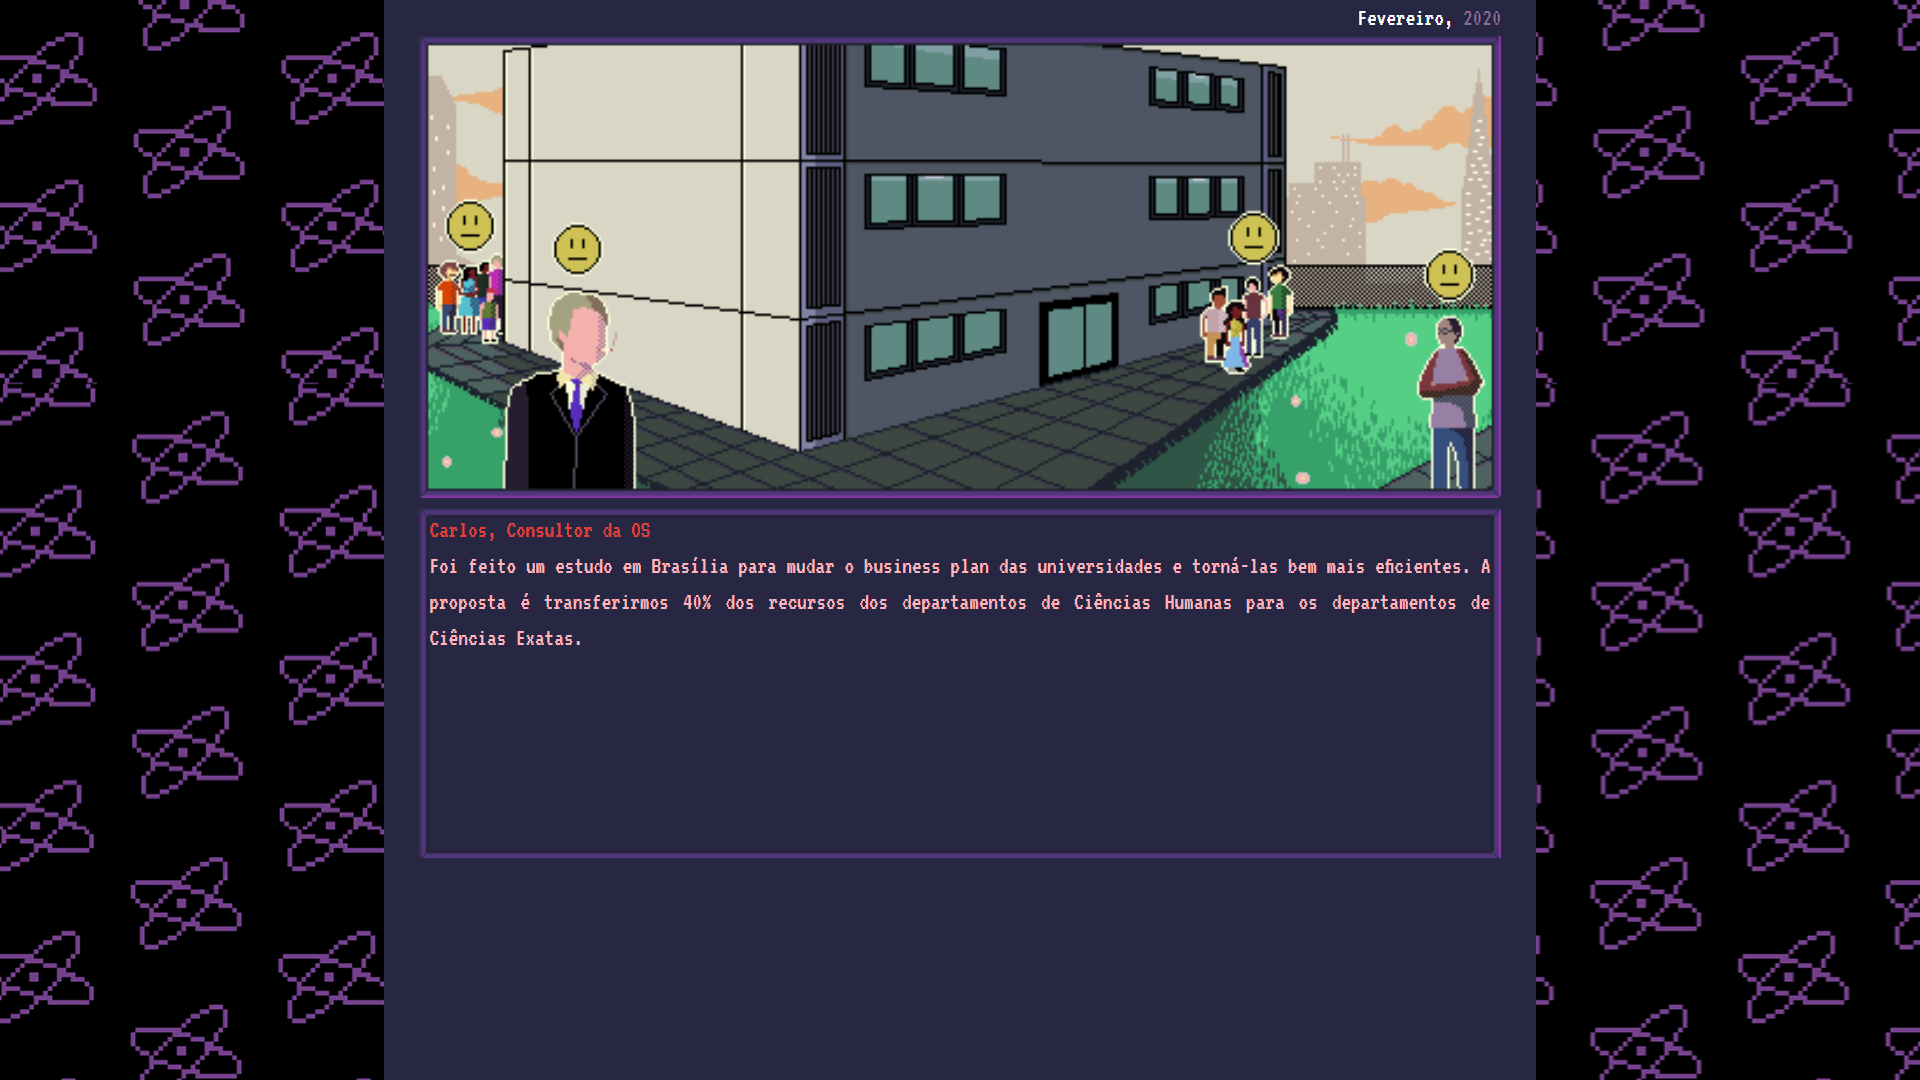 Fevereiro, 2020
Carlos, Consultor da OS
Foi feito um estudo em Brasília para mudar o business plan das universidades e torná-las bem mais eficientes. A
proposta é transferirmos 40% dos recursos dos departamentos de Ciências Humanas para os departamentos de
Ciências Exatas.